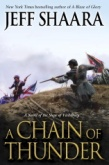 New York Times bestselling author of A Blaze of Glory
JEFF SHAARA
A novel of the Siege of Vicksburg
A CHAIN OF
THUNDER